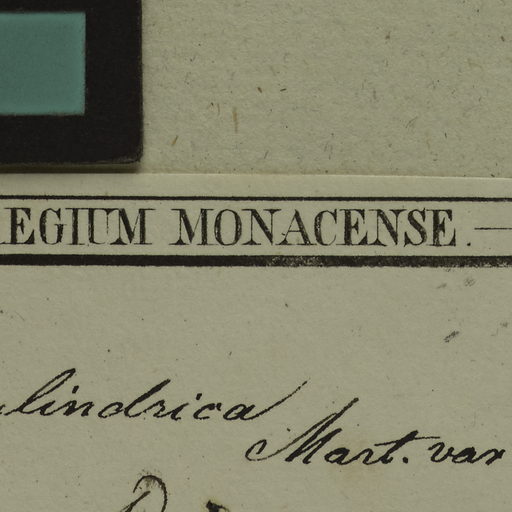 EGIUM MONACENSE.—
lindrica
Mart. var